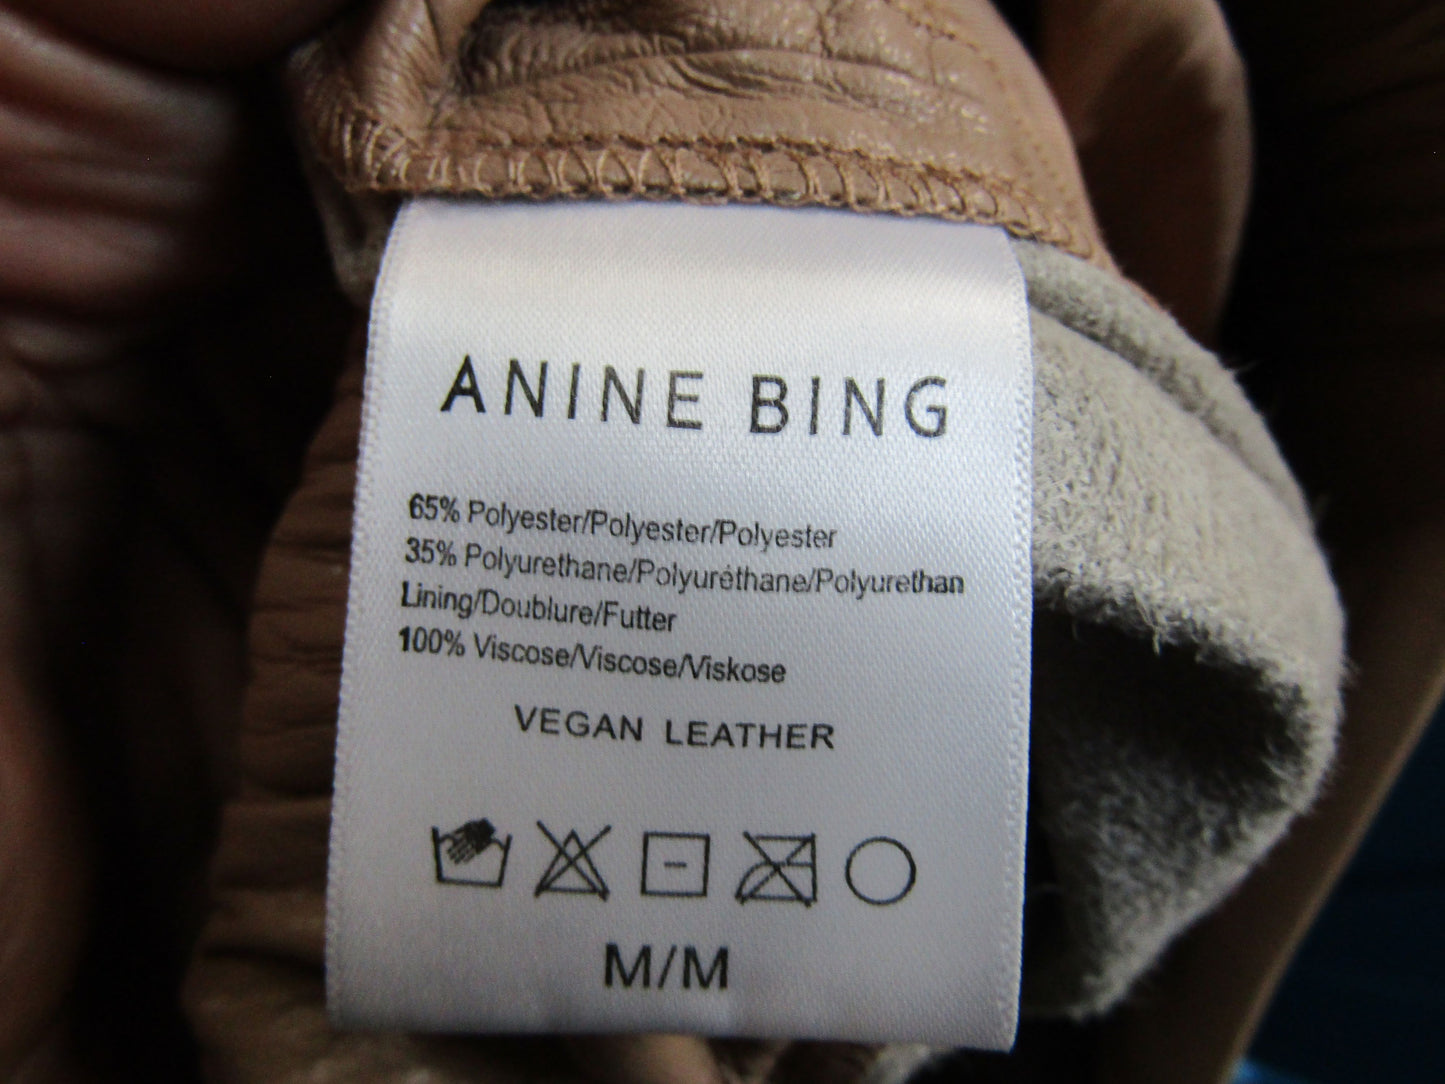 ANINE BING
65% Polyester/Polyester/Polyester
35% Polyurethane/Polyuréthane/Polyurethan
Lining/Doublure/Futter
100% Viscose/Viscose/Viskose
VEGAN LEATHER
M/M